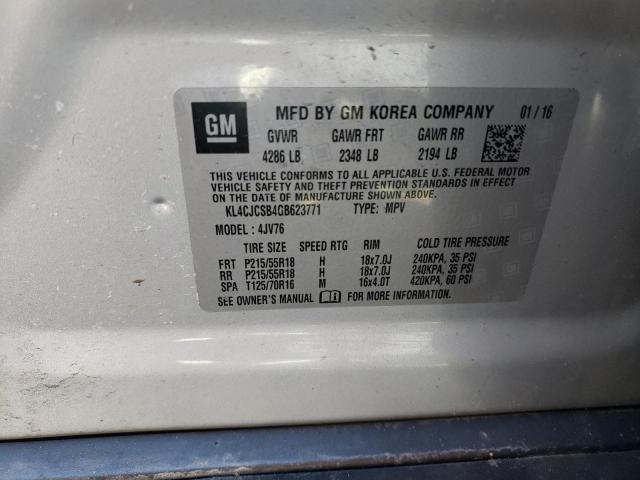 GM
MFD BY GM KOREA COMPANY 01/16
GVWR GAWR FRT GAWR RR
4286 LB 2348 LB 2194 LB
THIS VEHICLE CONFORMS TO ALL APPLICABLE U.S. FEDERAL MOTOR
VEHICLE SAFETY AND THEFT PREVENTION STANDARDS IN EFFECT
ON THE DATE OF MANUFACTURE SHOWN ABOVE.
KL4CJCSB4GB623771 TYPE: MPV
MODEL: 4JV76
TIRE SIZE SPEED RTG RIM COLD TIRE PRESSURE
FRT P215/55R18 H 18x7.0J 240KPA, 35 PSI
RR P215/55R18 H 18x7.0J 240KPA, 35 PSI
SPA T125/70R16 M 16x4.0T 420KPA, 60 PSI
SEE OWNER'S MANUAL FOR MORE INFORMATION